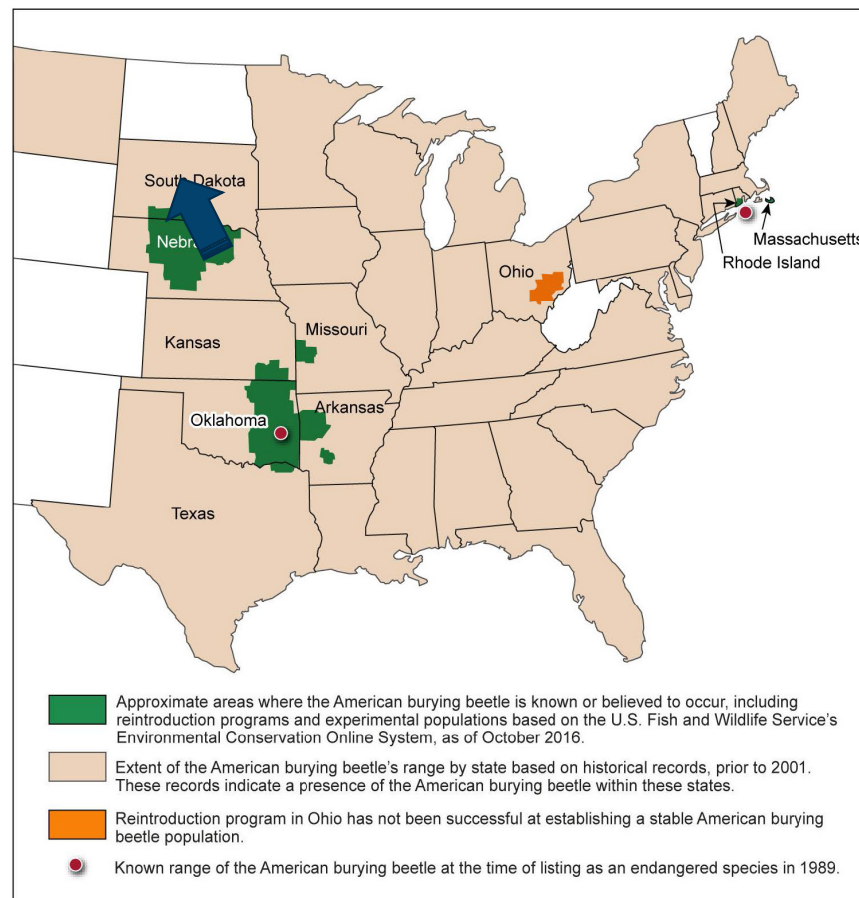 South Dakota
Nebra
Ohio
Massachusetts
Rhode Island
Missouri
Kansas
Arkansas
Oklahoma
Texas
Approximate areas where the American burying beetle is known or believed to occur, including
reintroduction programs and experimental populations based on the U.S. Fish and Wildlife Service's
Environmental Conservation Online System, as of October 2016.
Extent of the American burying beetle's range by state based on historical records, prior to 2001.
These records indicate a presence of the American burying beetle within these states.
Reintroduction program in Ohio has not been successful at establishing a stable American burying
beetle population.
Known range of the American burying beetle at the time of listing as an endangered species in 1989.